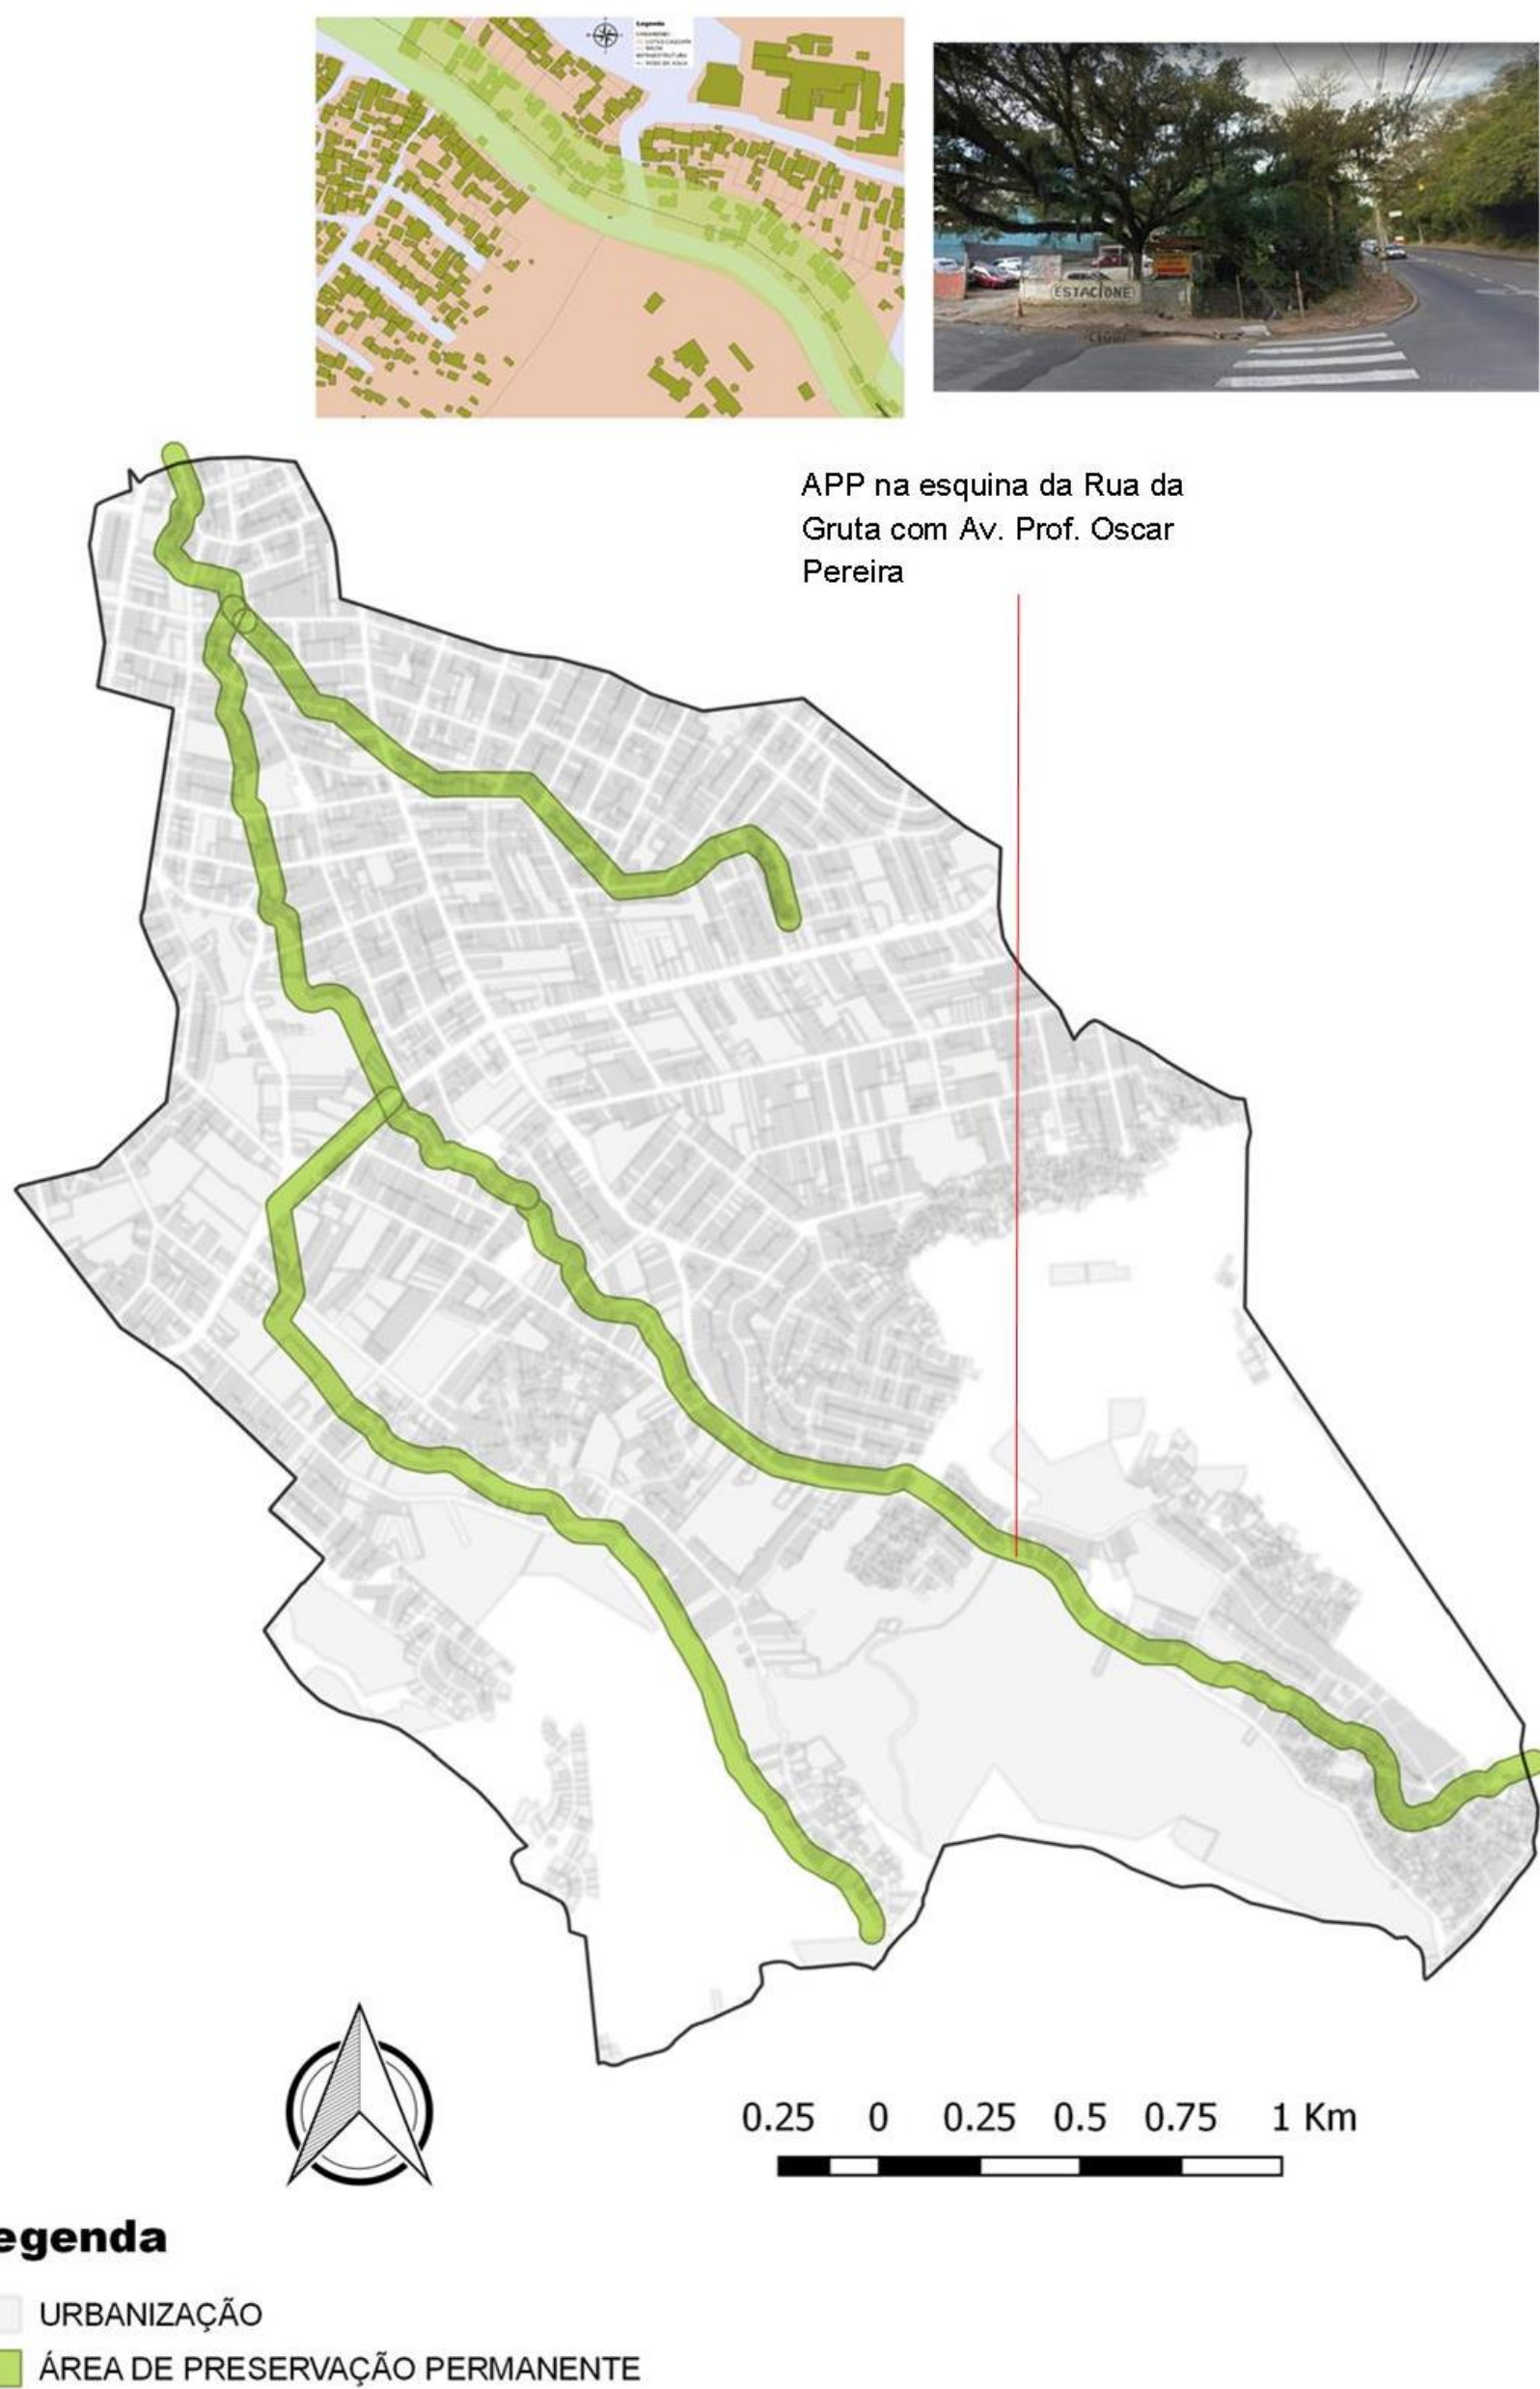 Legenda
ESTACIONE
APP na esquina da Rua da
Gruta com Av. Prof. Oscar
Pereira
0.25 0 0.25 0.5 0.75 1 Km
egenda
URBANIZAÇÃO
ÁREA DE PRESERVAÇÃO PERMANENTE